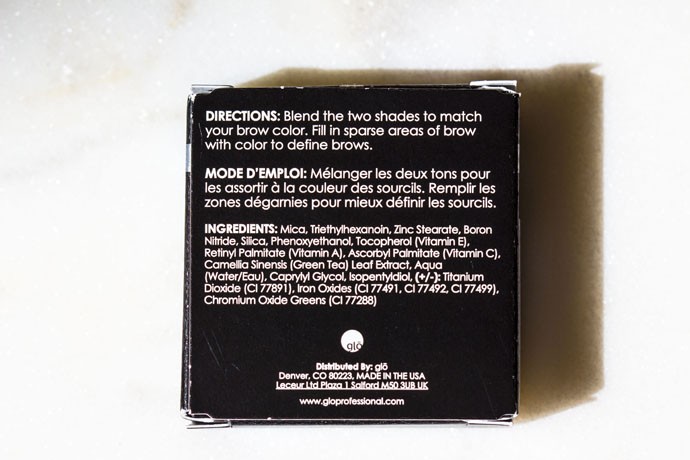 DIRECTIONS: Blend the two shades to match
your brow color. Fill in sparse areas of brow
with color to define brows.
MODE D'EMPLOI: Mélanger les deux tons pour
les assortir à la couleur des sourcils. Remplir les
zones dégarnies pour mieux définir les sourcils.
INGREDIENTS: Mica, Triethylhexanoin, Zinc Stearate, Boron
Nitride, Silica, Phenoxyethanol, Tocopherol (Vitamin E),
Retinyl Palmitate (Vitamin A), Ascorbyl Palmitate (Vitamin C),
Camellia Sinensis (Green Tea) Leaf Extract, Aqua
(Water/Eau), Caprylyl Glycol, Isopentyldiol, (+/-): Titanium
Dioxide (CI 77891), Iron Oxides (CI 77491, CI 77492, CI 77499),
Chromium Oxide Greens (CI 77288)
glō
Distributed By: glō
Denver, CO 80223, MADE IN THE USA
Leceur Ltd Plaza 1 Salford M50 3UB UK
www.gloprofessional.com